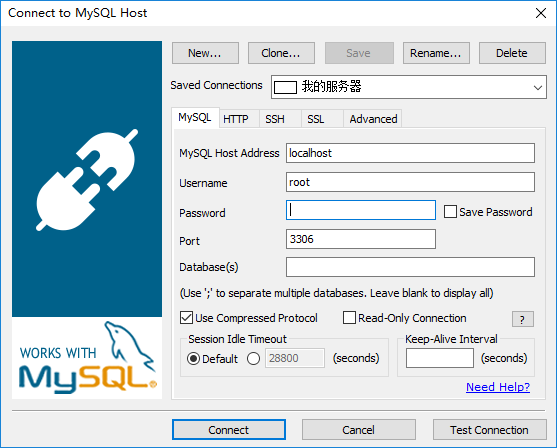 Connect to MySQL Host
New... Clone... Save Rename... Delete
Saved Connections 我的服务器
MySQL HTTP SSH SSL Advanced
MySQL Host Address localhost
Username root
Password Save Password
Port 3306
Database(s)
(Use ';' to separate multiple databases. Leave blank to display all)
Use Compressed Protocol Read-Only Connection ?
Session Idle Timeout Keep-Alive Interval
Default 28800 (seconds) (seconds)
Need Help?
WORKS WITH
MySQL®
Connect Cancel Test Connection